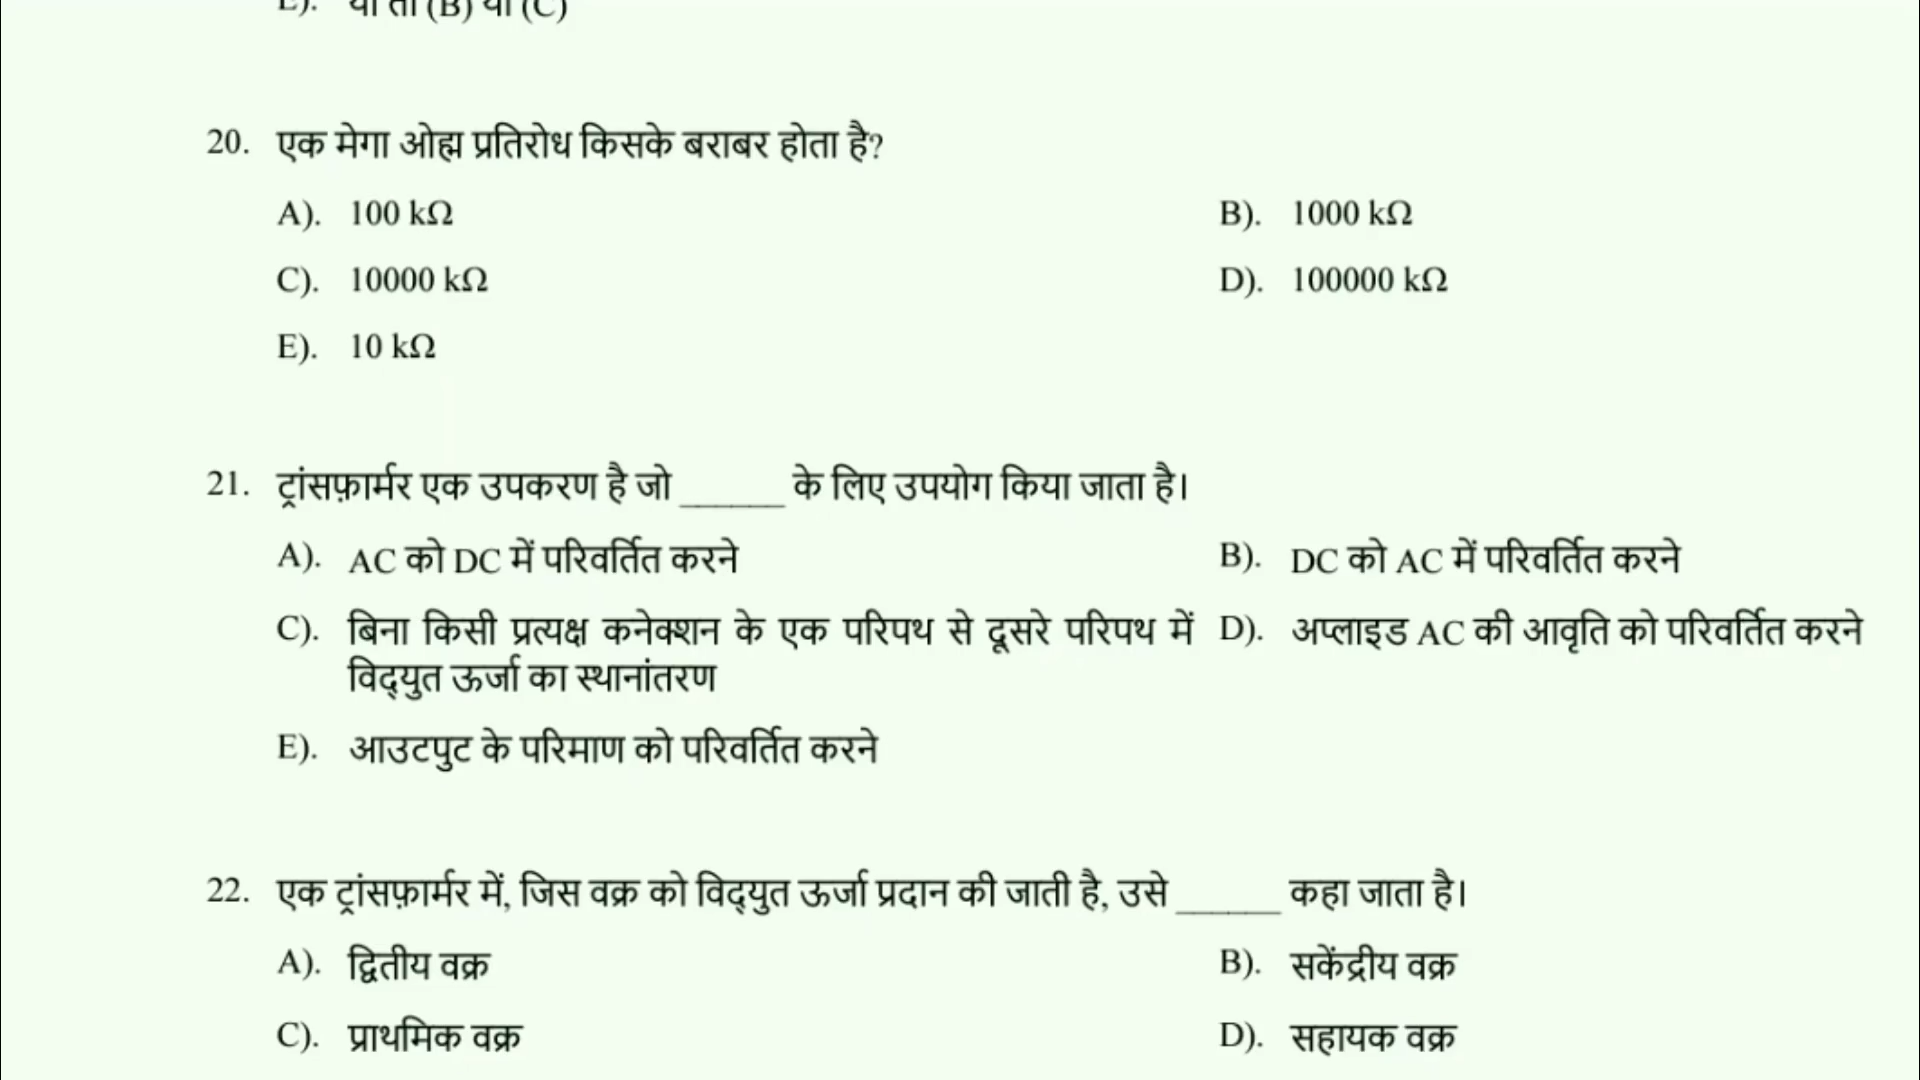 E). या तो (B) या (C)
20. एक मेगा ओह्म प्रतिरोध किसके बराबर होता है?
A). 100 kΩ B). 1000 kΩ
C). 10000 kΩ D). 100000 kΩ
E). 10 kΩ
21. ट्रांसफ़ार्मर एक उपकरण है जो ______ के लिए उपयोग किया जाता है।
A). AC को DC में परिवर्तित करने B). DC को AC में परिवर्तित करने
C). बिना किसी प्रत्यक्ष कनेक्शन के एक परिपथ से दूसरे परिपथ में D). अप्लाइड AC की आवृति को परिवर्तित करने
विद्युत ऊर्जा का स्थानांतरण
E). आउटपुट के परिमाण को परिवर्तित करने
22. एक ट्रांसफ़ार्मर में, जिस वक्र को विद्युत ऊर्जा प्रदान की जाती है, उसे ______ कहा जाता है।
A). द्वितीय वक्र B). सकेंद्रीय वक्र
C). प्राथमिक वक्र D). सहायक वक्र